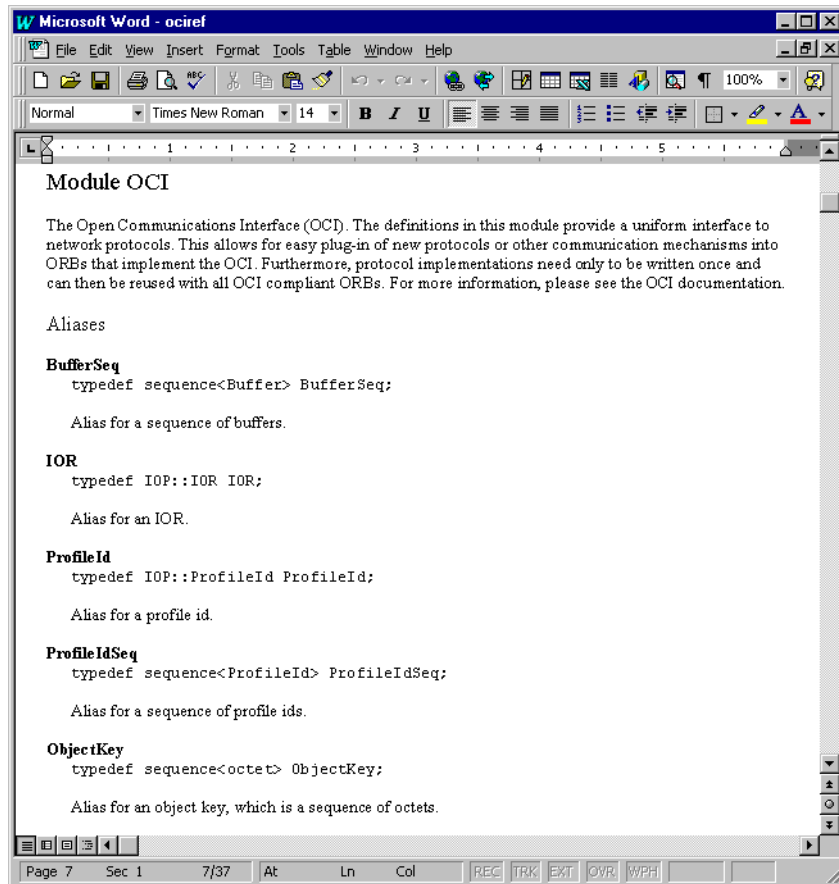 Microsoft Word - ociref
File Edit View Insert Format Tools Table Window Help
100%
Normal Times New Roman 14 B I U A
1 2 3 4 5
Module OCI
The Open Communications Interface (OCI). The definitions in this module provide a uniform interface to
network protocols. This allows for easy plug-in of new protocols or other communication mechanisms into
ORBs that implement the OCI. Furthermore, protocol implementations need only to be written once and
can then be reused with all OCI compliant ORBs. For more information, please see the OCI documentation.
Aliases
BufferSeq
typedef sequence<Buffer> BufferSeq;
Alias for a sequence of buffers.
IOR
typedef IOP::IOR IOR;
Alias for an IOR.
ProfileId
typedef IOP::ProfileId ProfileId;
Alias for a profile id.
ProfileIdSeq
typedef sequence<ProfileId> ProfileIdSeq;
Alias for a sequence of profile ids.
ObjectKey
typedef sequence<octet> ObjectKey;
Alias for an object key, which is a sequence of octets.
Page 7 Sec 1 7/37 At Ln Col REC TRK EXT OVR WPH